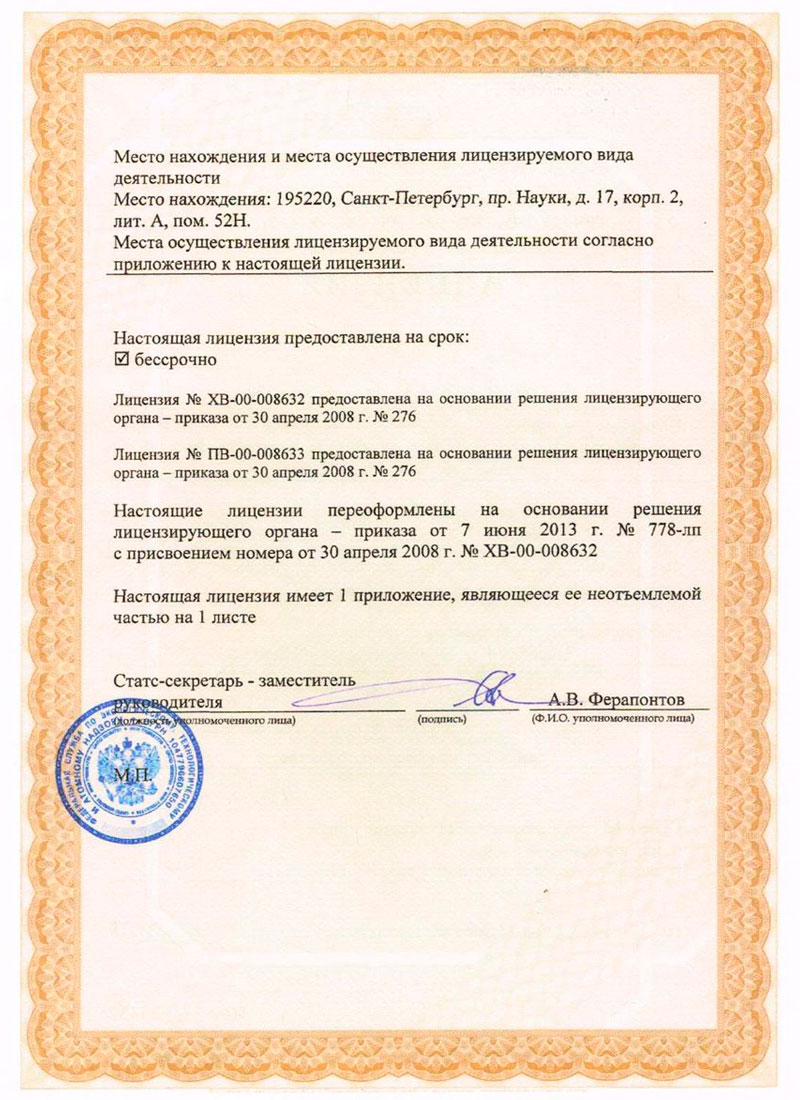 Место нахождения и места осуществления лицензируемого вида
деятельности
Место нахождения: 195220, Санкт-Петербург, пр. Науки, д. 17, корп. 2,
лит. А, пом. 52Н.
Места осуществления лицензируемого вида деятельности согласно
приложению к настоящей лицензии.
Настоящая лицензия предоставлена на срок:
☑ бессрочно
Лицензия № ХВ-00-008632 предоставлена на основании решения лицензирующего
органа – приказа от 30 апреля 2008 г. № 276
Лицензия № ПВ-00-008633 предоставлена на основании решения лицензирующего
органа – приказа от 30 апреля 2008 г. № 276
Настоящие лицензии переоформлены на основании решения
лицензирующего органа – приказа от 7 июня 2013 г. № 778-лп
с присвоением номера от 30 апреля 2008 г. № ХВ-00-008632
Настоящая лицензия имеет 1 приложение, являющееся ее неотъемлемой
частью на 1 листе
Статс-секретарь - заместитель
руководителя
А.В. Ферапонтов
(должность уполномоченного лица)
(подпись)
(Ф.И.О. уполномоченного лица)
ФЕДЕРАЛЬНАЯ СЛУЖБА ПО ЭКОЛОГИЧЕСКОМУ, ТЕХНОЛОГИЧЕСКОМУ
И АТОМНОМУ НАДЗОРУ ОГРН 1047796607650
М.П.